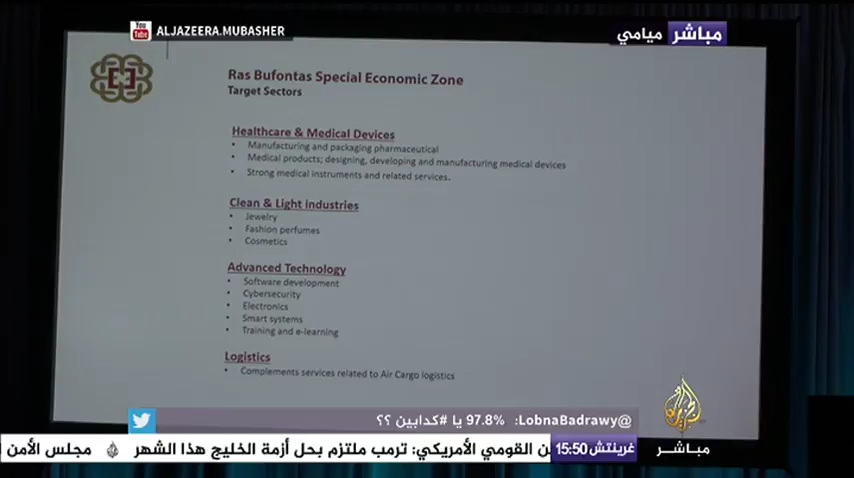 You Tube ALJAZEERA.MUBASHER
مباشر ميامي
Ras Bufontas Special Economic Zone
Target Sectors
Healthcare & Medical Devices
• Manufacturing and packaging pharmaceutical
• Medical products; designing, developing and manufacturing medical devices
• Strong medical instruments and related services.
Clean & Light industries
• Jewelry
• Fashion perfumes
• Cosmetics
Advanced Technology
• Software development
• Cybersecurity
• Electronics
• Smart systems
• Training and e-learning
Logistics
• Complements services related to Air Cargo logistics
@LobnaBadrawy: 97.8% يا #كدابين ؟؟
الجزيرة
مباشر
غرينتش 15:50
ن القومي الأمريكي: ترمب ملتزم بحل أزمة الخليج هذا الشهر
مجلس الأمن